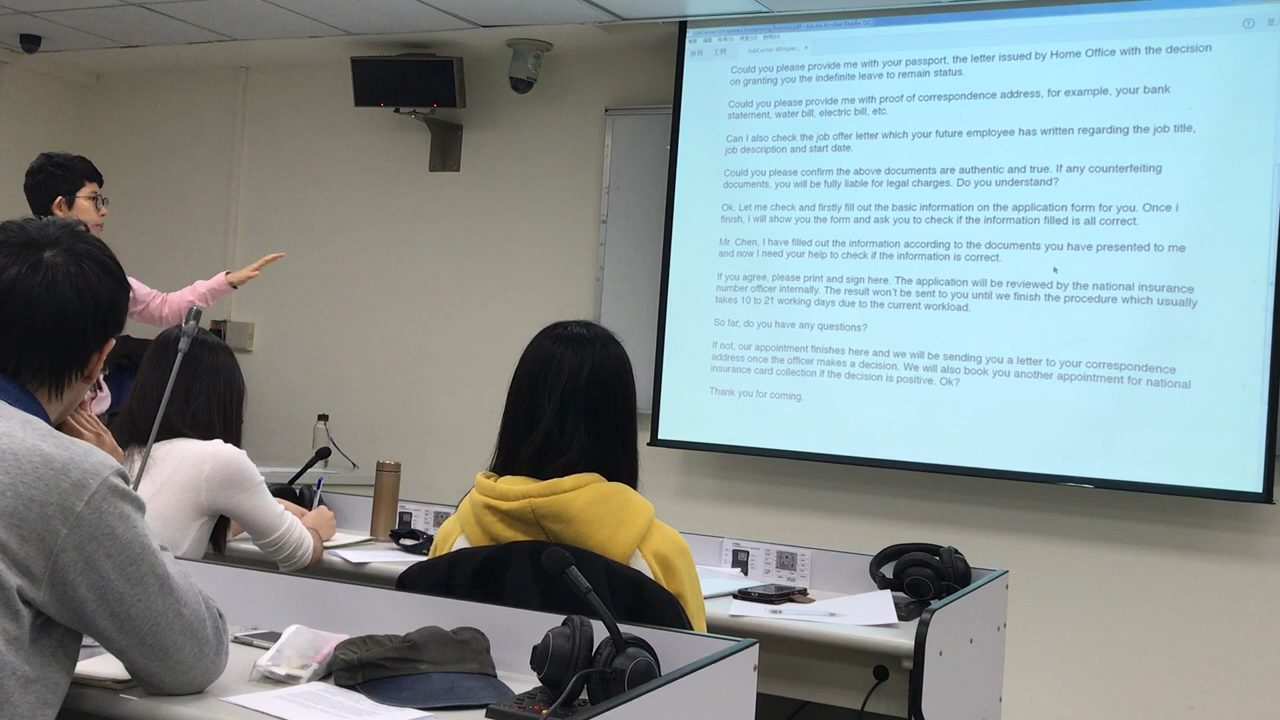 JobCenter Whispered Interpreting Practice.pdf - Adobe Acrobat Reader DC
工具
JobCenter Whisper...
Could you please provide me with your passport, the letter issued by Home Office with the decision
on granting you the indefinite leave to remain status.
Could you please provide me with proof of correspondence address, for example, your bank
statement, water bill, electric bill, etc.
Can I also check the job offer letter which your future employee has written regarding the job title,
job description and start date.
Could you please confirm the above documents are authentic and true. If any counterfeiting
documents, you will be fully liable for legal charges. Do you understand?
Ok. Let me check and firstly fill out the basic information on the application form for you. Once i
finish, I will show you the form and ask you to check if the information filled is all correct.
Mr. Chen, I have filled out the information according to the documents you have presented to me
and now I need your help to check if the information is correct.
If you agree, please print and sign here. The application will be reviewed by the national insurance
number officer internally. The result won't be sent to you until we finish the procedure which usually
takes 10 to 21 working days due to the current workload.
So far, do you have any questions?
If not, our appointment finishes here and we will be sending you a letter to your correspondence
address once the officer makes a decision. We will also book you another appointment for national
insurance card collection if the decision is positive. Ok?
Thank you for coming.